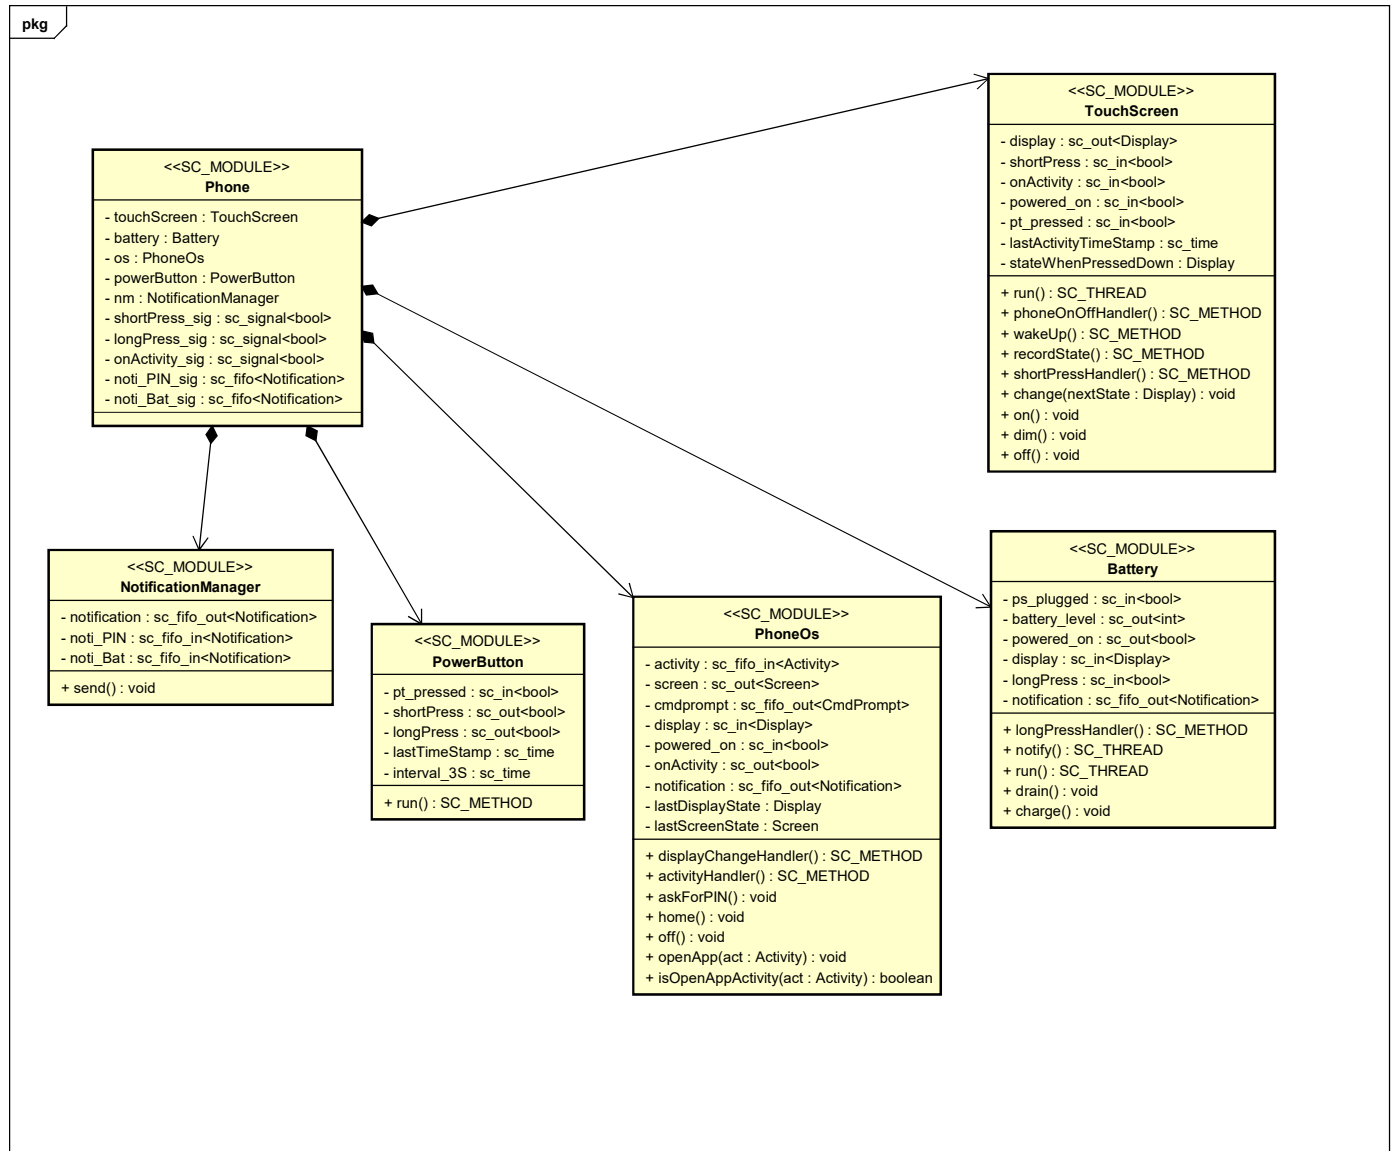 pkg
<<SC_MODULE>>
Phone
- touchScreen : TouchScreen
- battery : Battery
- os : PhoneOs
- powerButton : PowerButton
- nm : NotificationManager
- shortPress_sig : sc_signal<bool>
- longPress_sig : sc_signal<bool>
- onActivity_sig : sc_signal<bool>
- noti_PIN_sig : sc_fifo<Notification>
- noti_Bat_sig : sc_fifo<Notification>
<<SC_MODULE>>
TouchScreen
- display : sc_out<Display>
- shortPress : sc_in<bool>
- onActivity : sc_in<bool>
- powered_on : sc_in<bool>
- pt_pressed : sc_in<bool>
- lastActivityTimeStamp : sc_time
- stateWhenPressedDown : Display
+ run() : SC_THREAD
+ phoneOnOffHandler() : SC_METHOD
+ wakeUp() : SC_METHOD
+ recordState() : SC_METHOD
+ shortPressHandler() : SC_METHOD
+ change(nextState : Display) : void
+ on() : void
+ dim() : void
+ off() : void
<<SC_MODULE>>
NotificationManager
- notification : sc_fifo_out<Notification>
- noti_PIN : sc_fifo_in<Notification>
- noti_Bat : sc_fifo_in<Notification>
+ send() : void
<<SC_MODULE>>
PowerButton
- pt_pressed : sc_in<bool>
- shortPress : sc_out<bool>
- longPress : sc_out<bool>
- lastTimeStamp : sc_time
- interval_3S : sc_time
+ run() : SC_METHOD
<<SC_MODULE>>
PhoneOs
- activity : sc_fifo_in<Activity>
- screen : sc_out<Screen>
- cmdprompt : sc_fifo_out<CmdPrompt>
- display : sc_in<Display>
- powered_on : sc_in<bool>
- onActivity : sc_out<bool>
- notification : sc_fifo_out<Notification>
- lastDisplayState : Display
- lastScreenState : Screen
+ displayChangeHandler() : SC_METHOD
+ activityHandler() : SC_METHOD
+ askForPIN() : void
+ home() : void
+ off() : void
+ openApp(act : Activity) : void
+ isOpenAppActivity(act : Activity) : boolean
<<SC_MODULE>>
Battery
- ps_plugged : sc_in<bool>
- battery_level : sc_out<int>
- powered_on : sc_out<bool>
- display : sc_in<Display>
- longPress : sc_in<bool>
- notification : sc_fifo_out<Notification>
+ longPressHandler() : SC_METHOD
+ notify() : SC_THREAD
+ run() : SC_THREAD
+ drain() : void
+ charge() : void